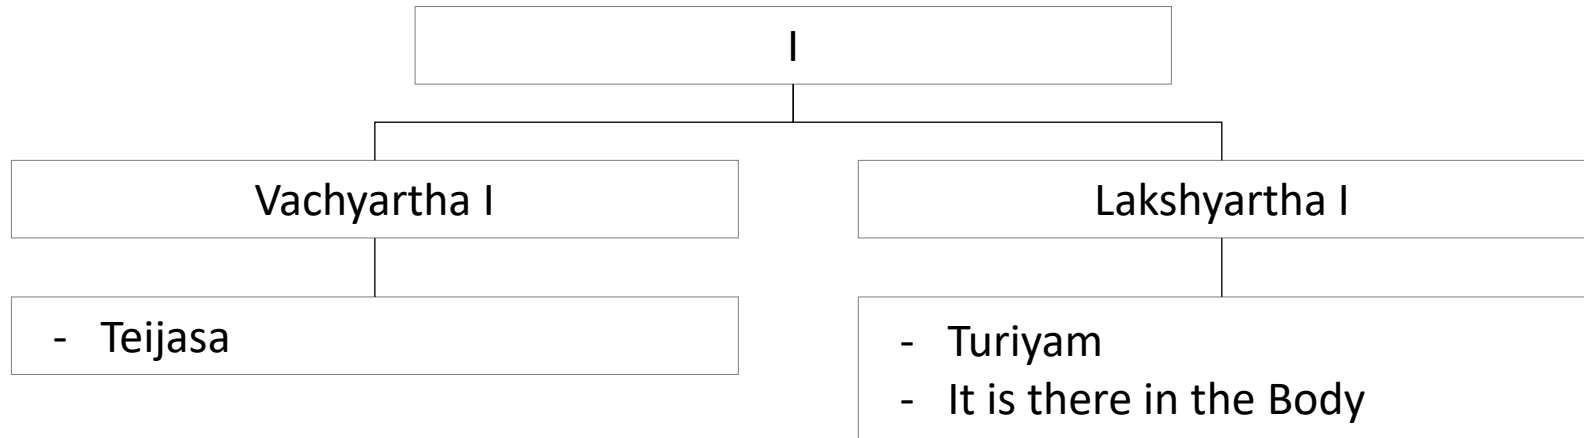 I
Vachyartha I
Lakshyartha I
- Teijasa
- Turiyam
- It is there in the Body